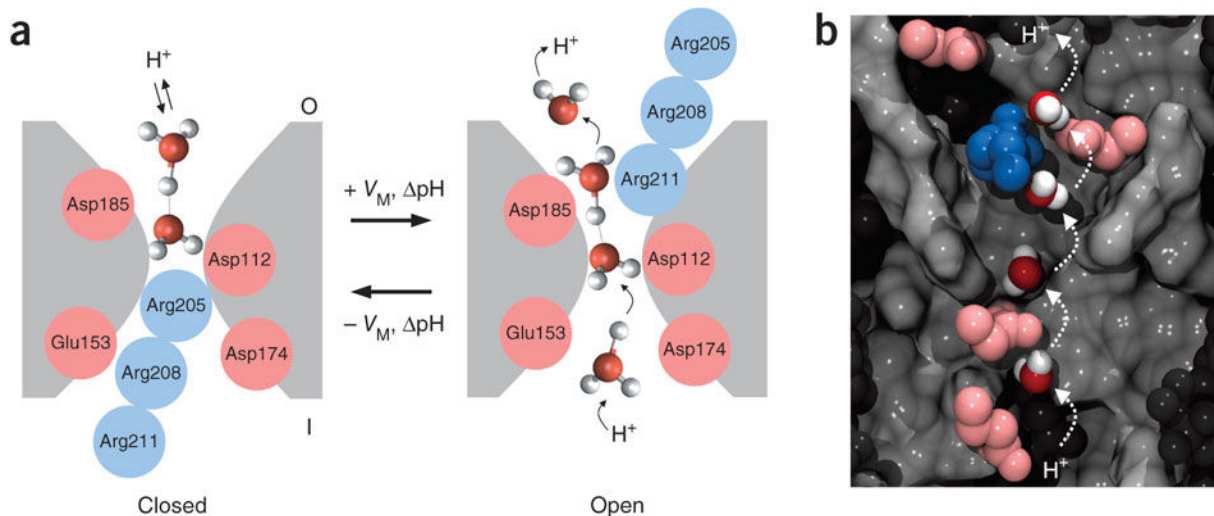 a
H+
O
Asp185
Asp112
Arg205
Glu153
Asp174
Arg208
Arg211
I
Closed
+ VM, ΔpH
− VM, ΔpH
H+
Arg205
Arg208
Arg211
Asp185
Asp112
Glu153
Asp174
H+
Open
b
H+
H+